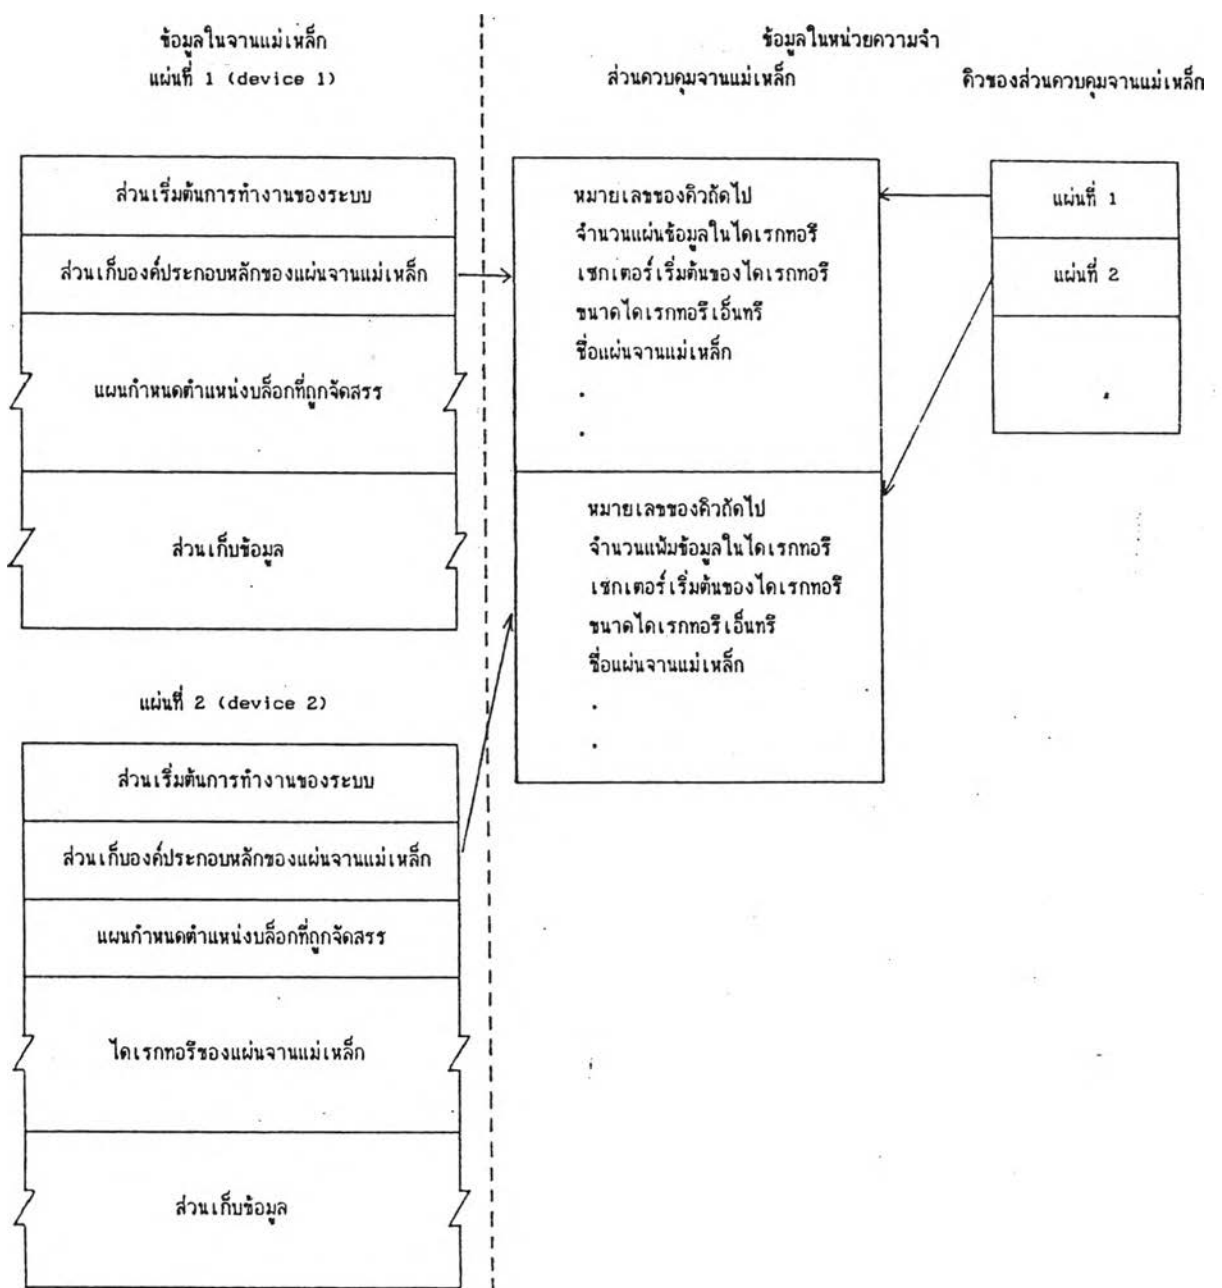 ข้อมูลในจานแม่เหล็ก
แผ่นที่ 1 (device 1)
ส่วนเริ่มต้นการทำงานของระบบ
ส่วนเก็บองค์ประกอบหลักของแผ่นจานแม่เหล็ก
แผนกำหนดตำแหน่งบล็อกที่ถูกจัดสรร
ส่วนเก็บข้อมูล
แผ่นที่ 2 (device 2)
ส่วนเริ่มต้นการทำงานของระบบ
ส่วนเก็บองค์ประกอบหลักของแผ่นจานแม่เหล็ก
แผนกำหนดตำแหน่งบล็อกที่ถูกจัดสรร
ไดเรกทอรีของแผ่นจานแม่เหล็ก
ส่วนเก็บข้อมูล
ข้อมูลในหน่วยความจำ
ส่วนควบคุมจานแม่เหล็ก
หมายเลขของคิวถัดไป
จำนวนแผ่นข้อมูลในไดเรกทอรี
เซกเตอร์เริ่มต้นของไดเรกทอรี
ขนาดไดเรกทอรีเอ็นทรี
ชื่อแผ่นจานแม่เหล็ก
.
.
หมายเลขของคิวถัดไป
จำนวนแฟ้มข้อมูลในไดเรกทอรี
เซกเตอร์เริ่มต้นของไดเรกทอรี
ขนาดไดเรกทอรีเอ็นทรี
ชื่อแผ่นจานแม่เหล็ก
.
.
คิวของส่วนควบคุมจานแม่เหล็ก
แผ่นที่ 1
แผ่นที่ 2
.